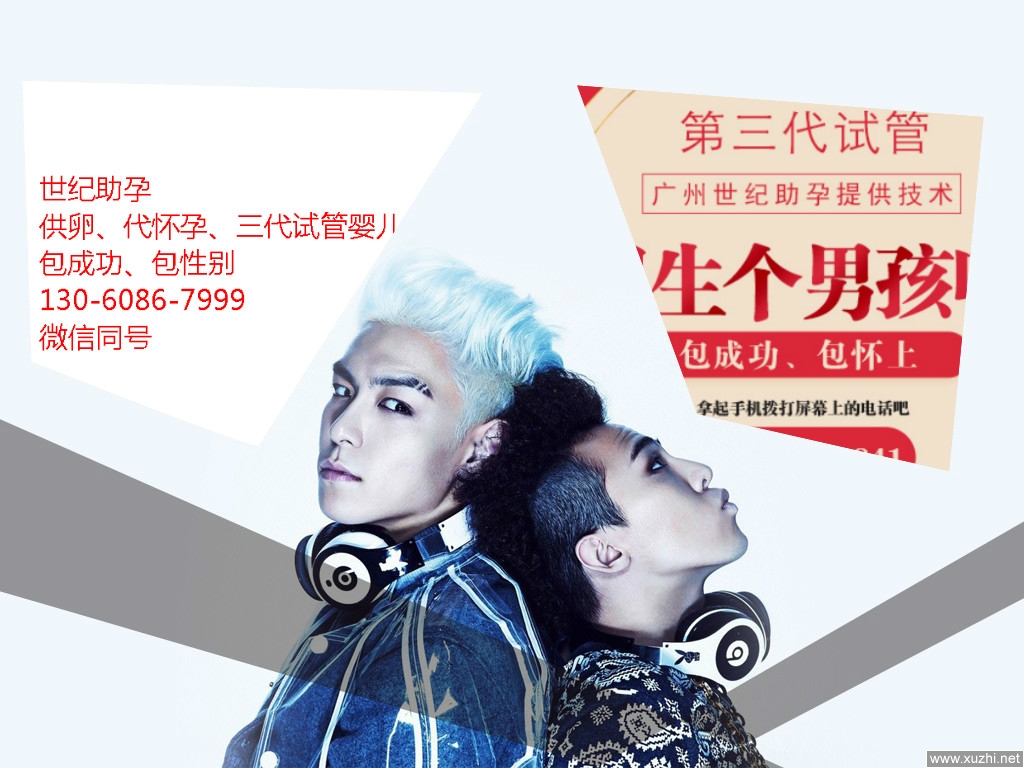 世纪助孕
供卵、代怀孕、三代试管婴儿
包成功、包性别
130-6086-7999
微信同号
第三代试管
广州世纪助孕提供技术
生个男孩
包成功、包怀上
拿起手机拨打屏幕上的电话吧
www.xuzhi.net